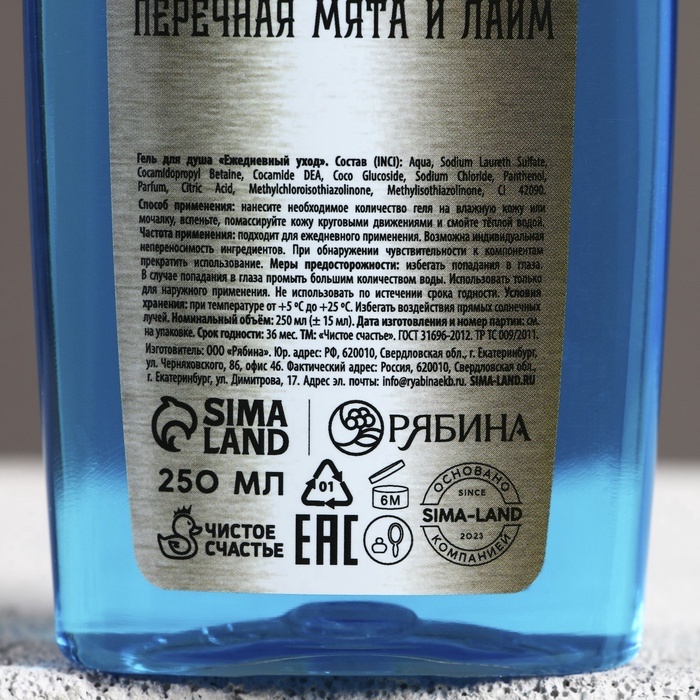 ПЕРЕЧНАЯ МЯТА И ЛАЙМ
Гель для душа «Ежедневный уход». Состав (INCI): Aqua, Sodium Laureth Sulfate,
Cocamidopropyl Betaine, Cocamide DEA, Coco Glucoside, Sodium Chloride, Panthenol,
Parfum, Citric Acid, Methylchloroisothiazolinone, Methylisothiazolinone, CI 42090.
Способ применения: нанесите необходимое количество геля на влажную кожу или
мочалку, вспеньте, помассируйте кожу круговыми движениями и смойте тёплой водой.
Частота применения: подходит для ежедневного применения. Возможна индивидуальная
непереносимость ингредиентов. При обнаружении чувствительности к компонентам
прекратить использование. Меры предосторожности: избегать попадания в глаза.
В случае попадания в глаза промыть большим количеством воды. Использовать только
для наружного применения. Не использовать по истечении срока годности. Условия
хранения: при температуре от +5 ºС до +25 ºС. Избегать воздействия прямых солнечных
лучей. Номинальный объём: 250 мл (± 15 мл). Дата изготовления и номер партии: см.
на упаковке. Срок годности: 36 мес. ТМ: «Чистое счастье». ГОСТ 31696-2012. ТР ТС 009/2011.
Изготовитель: ООО «Рябина». Юр. адрес: РФ, 620010, Свердловская обл., г. Екатеринбург,
ул. Черняховского, 86, офис 46. Фактический адрес: Россия, 620010, Свердловская обл.,
г. Екатеринбург, ул. Димитрова, 17. Адрес эл. почты: info@ryabinaekb.ru. SIMA-LAND.RU
SIMA
LAND
РЯБИНА
250 МЛ
01
6M
ЧИСТОЕ
СЧАСТЬЕ
EAC
ОСНОВАНО
SINCE
SIMA-LAND
2023
КОМПАНИЕЙ